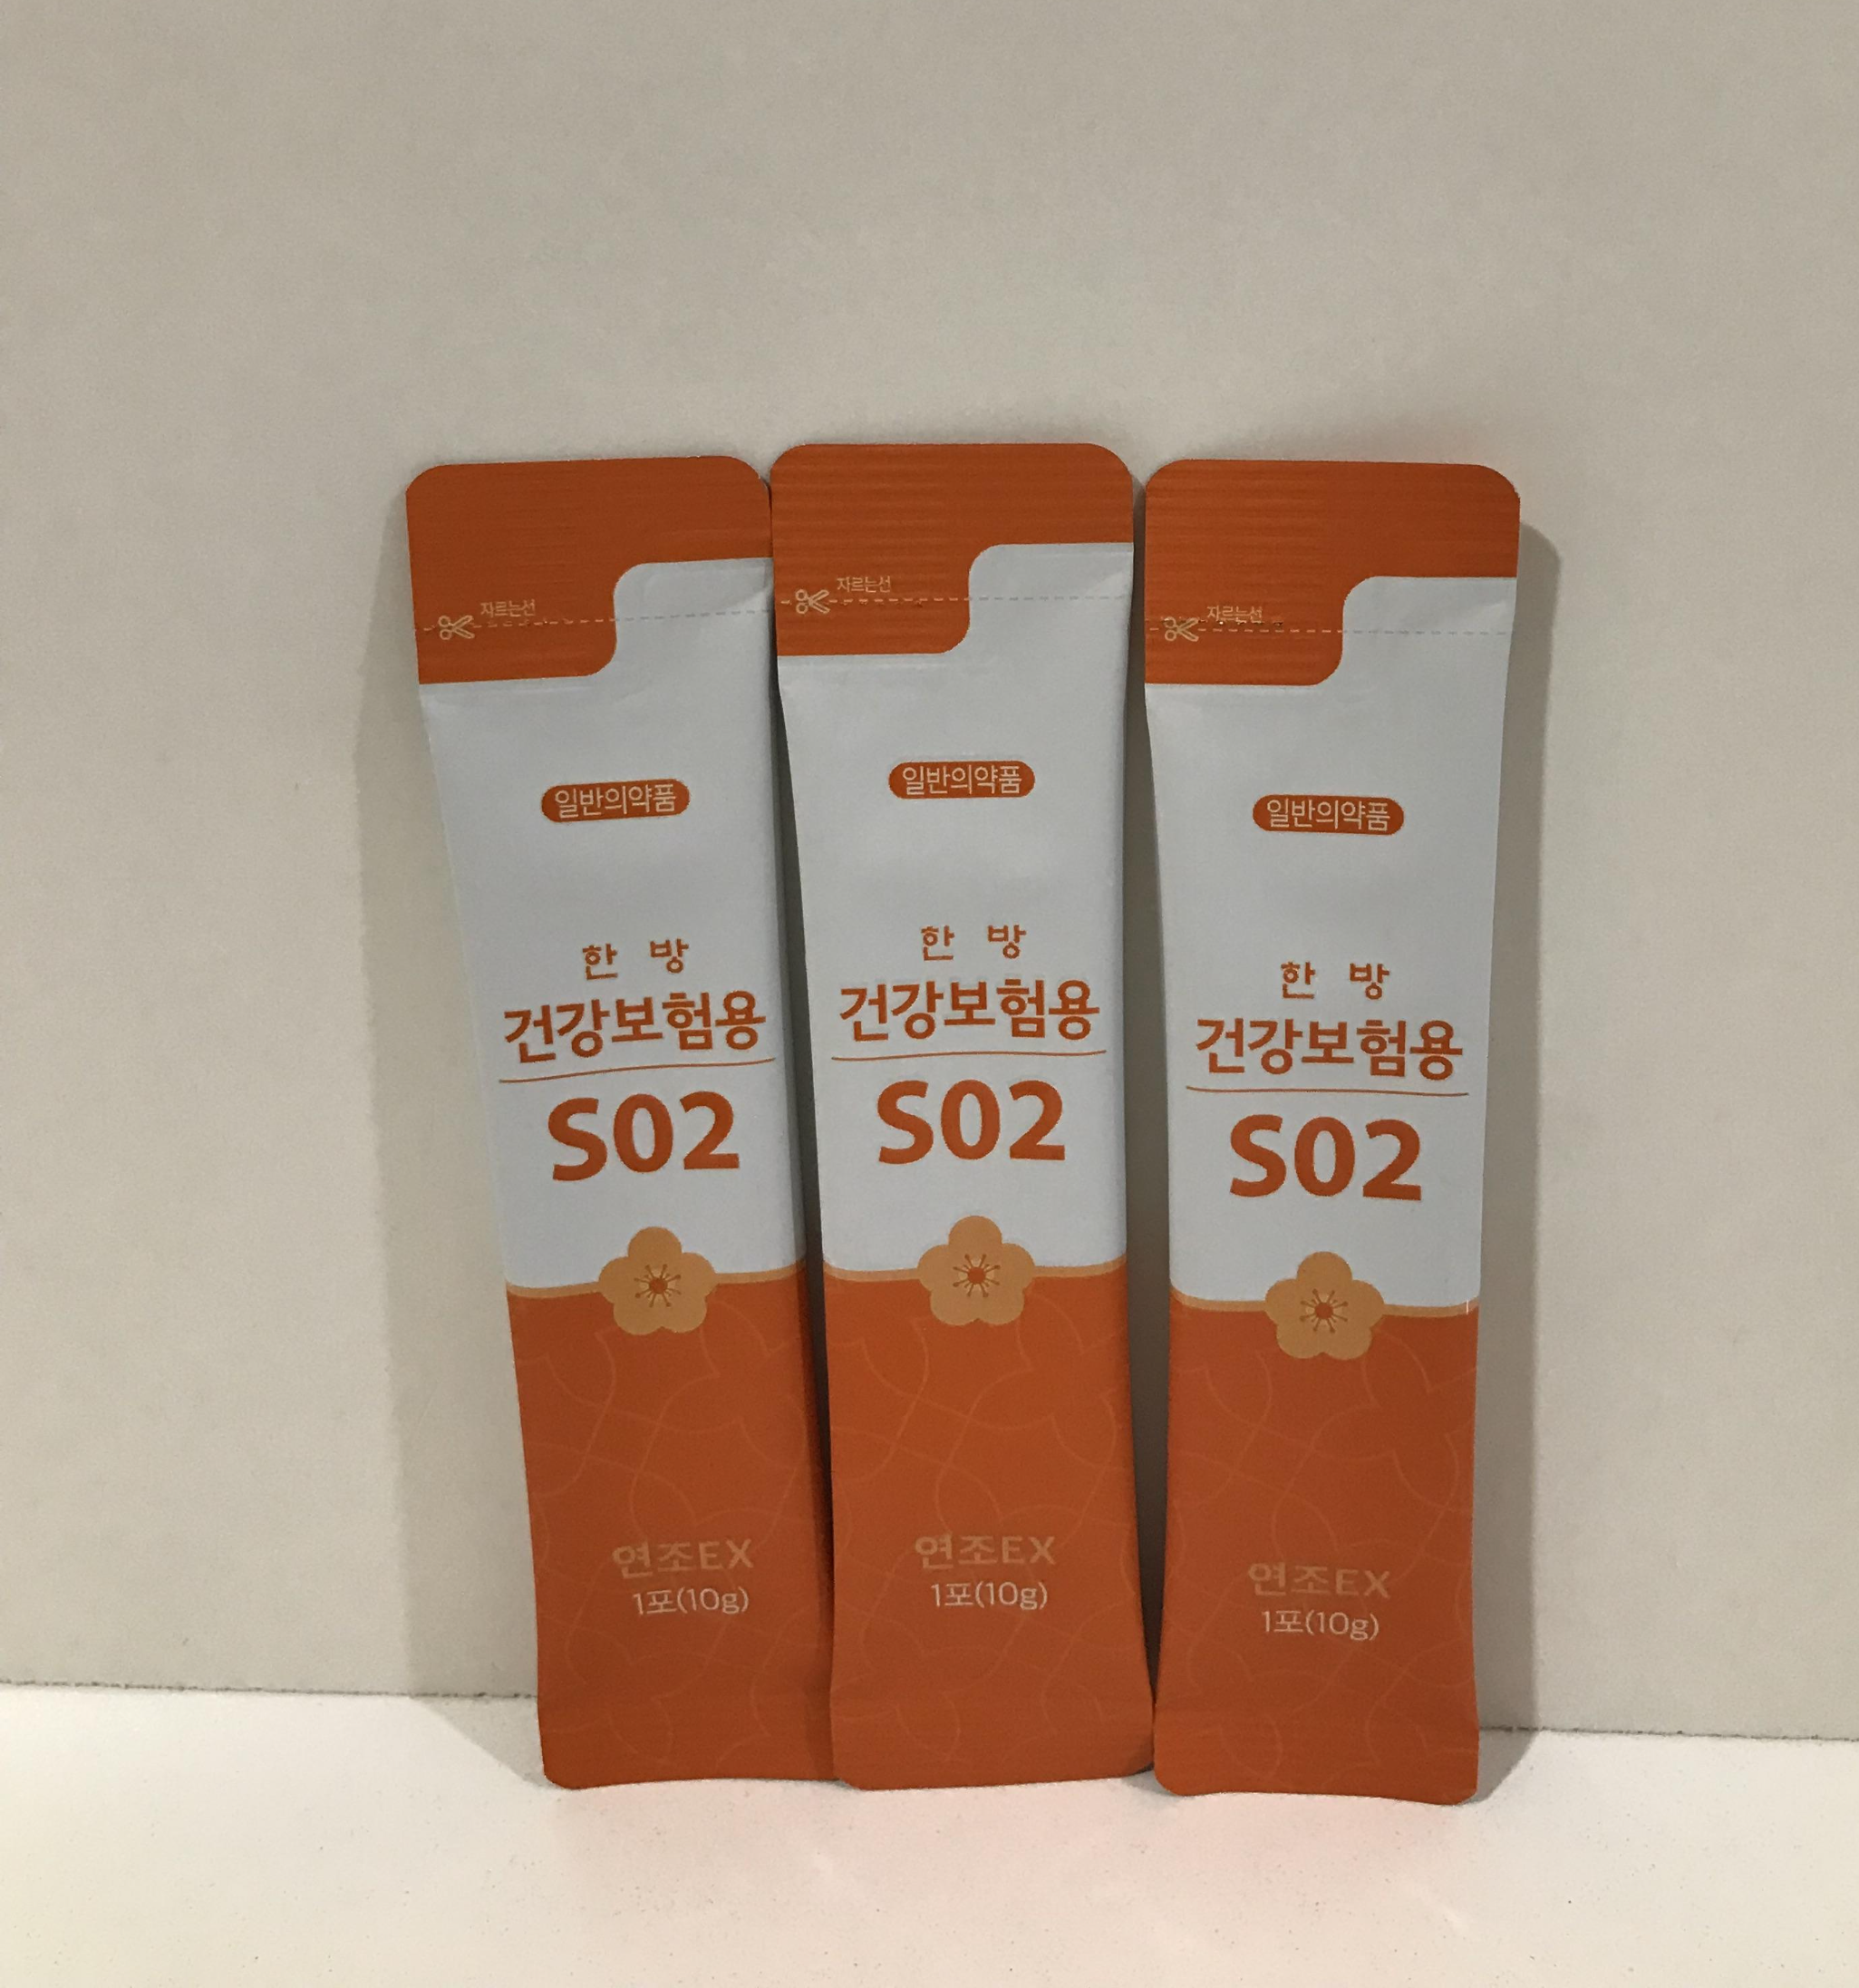 자르는선
일반의약품
한 방
건강보험용
S02
연조EX
1포(10g)
자르는선
일반의약품
한 방
건강보험용
S02
연조EX
1포(10g)
자르는선
일반의약품
한 방
건강보험용
S02
연조EX
1포(10g)